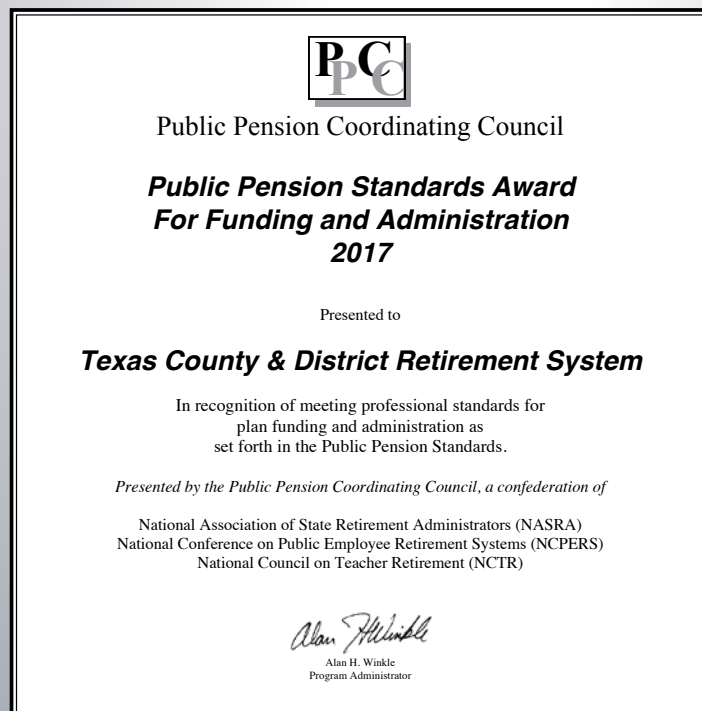 P P C C
Public Pension Coordinating Council
Public Pension Standards Award
For Funding and Administration
2017
Presented to
Texas County & District Retirement System
In recognition of meeting professional standards for
plan funding and administration as
set forth in the Public Pension Standards.
Presented by the Public Pension Coordinating Council, a confederation of
National Association of State Retirement Administrators (NASRA)
National Conference on Public Employee Retirement Systems (NCPERS)
National Council on Teacher Retirement (NCTR)
Alan H Winkle
Alan H. Winkle
Program Administrator